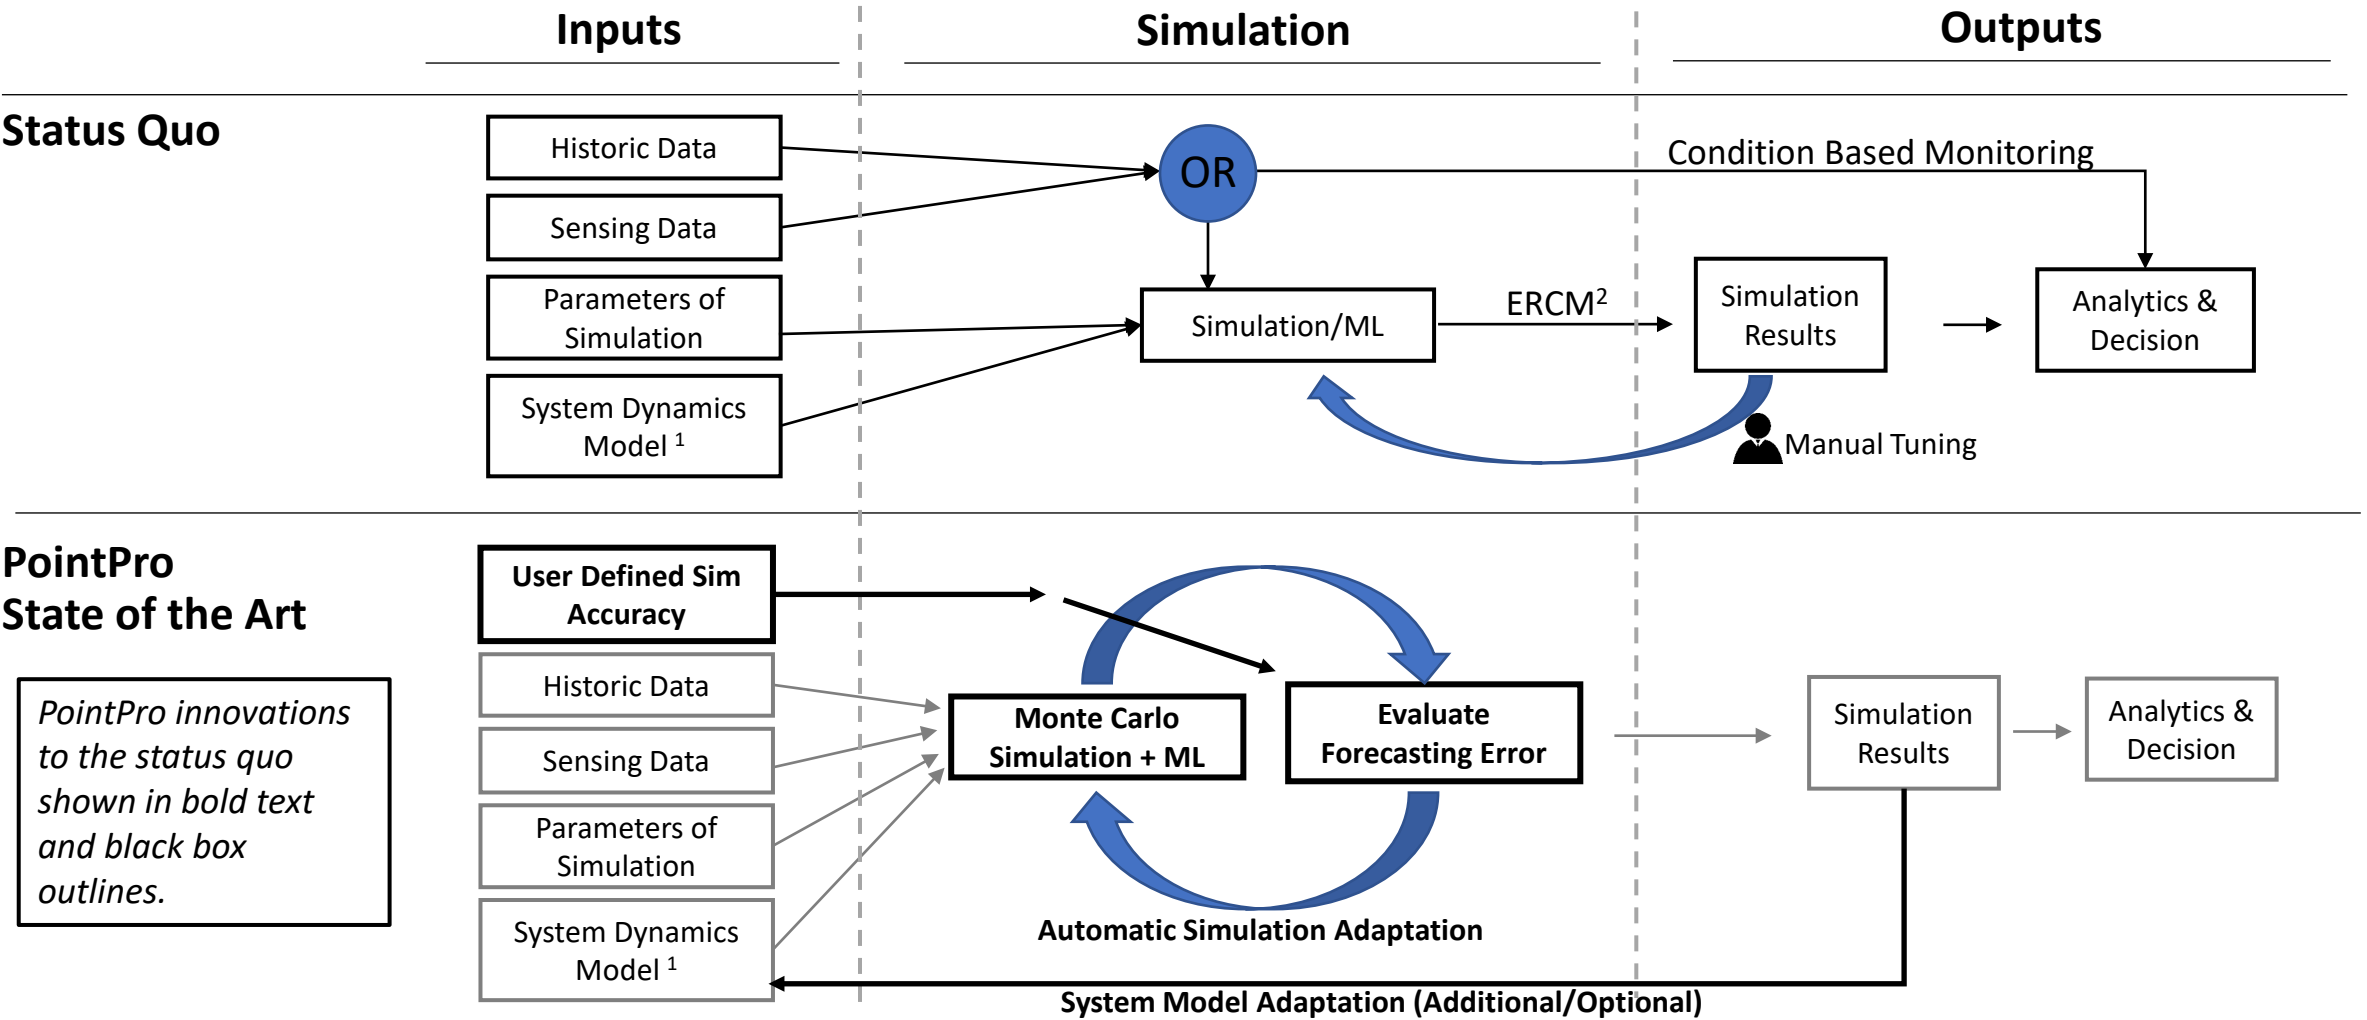 Inputs
Simulation
Outputs
Status Quo
Historic Data
Sensing Data
Parameters of
Simulation
System Dynamics
Model 1
OR
Condition Based Monitoring
Simulation/ML
ERCM2
Simulation
Results
Analytics &
Decision
Manual Tuning
PointPro
State of the Art
PointPro innovations
to the status quo
shown in bold text
and black box
outlines.
User Defined Sim
Accuracy
Historic Data
Sensing Data
Parameters of
Simulation
System Dynamics
Model 1
Monte Carlo
Simulation + ML
Evaluate
Forecasting Error
Automatic Simulation Adaptation
Simulation
Results
Analytics &
Decision
System Model Adaptation (Additional/Optional)